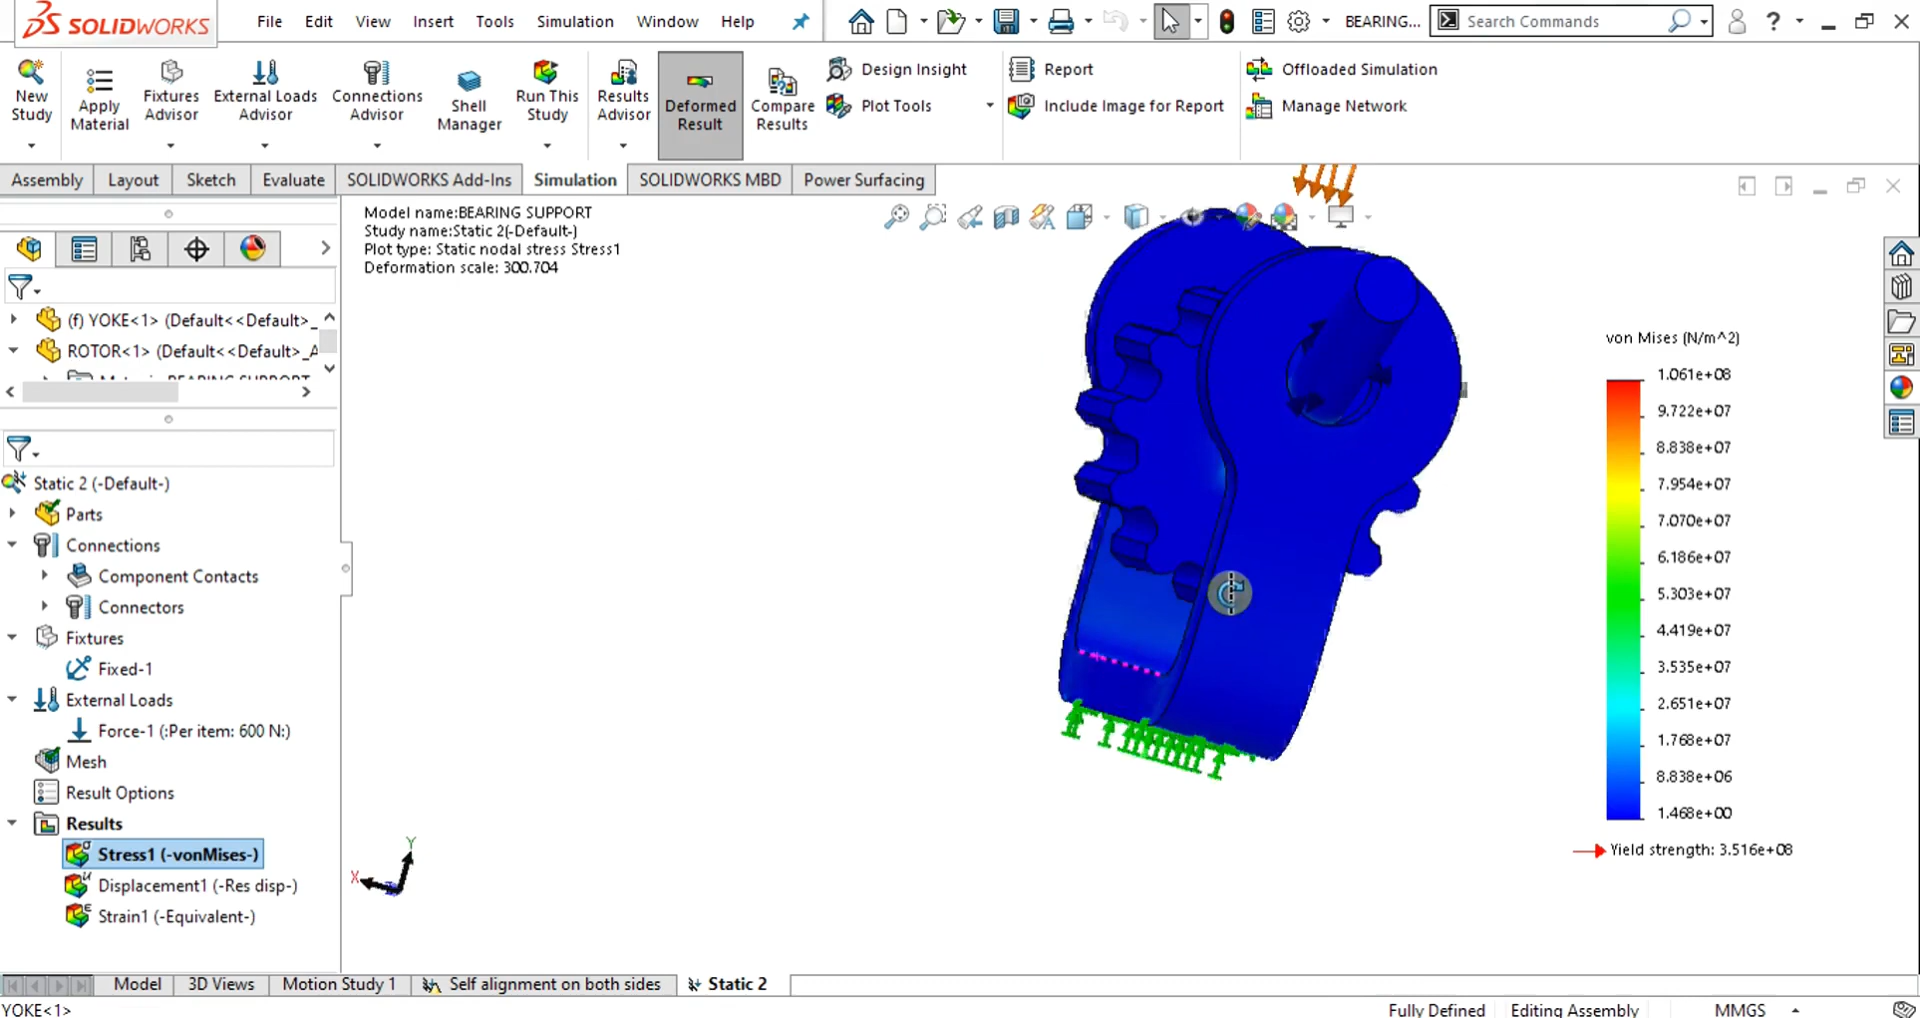 SOLIDWORKS
File Edit View Insert Tools Simulation Window Help
BEARING...
Search Commands
?
New Study
Apply Material
Fixtures Advisor
External Loads Advisor
Connections Advisor
Shell Manager
Run This Study
Results Advisor
Deformed Result
Compare Results
Design Insight
Plot Tools
Report
Include Image for Report
Offloaded Simulation
Manage Network
Assembly Layout Sketch Evaluate SOLIDWORKS Add-Ins Simulation SOLIDWORKS MBD Power Surfacing
(f) YOKE<1> (Default<<Default>_
ROTOR<1> (Default<<Default>_A
Static 2 (-Default-)
Parts
Connections
Component Contacts
Connectors
Fixtures
Fixed-1
External Loads
Force-1 (:Per item: 600 N:)
Mesh
Result Options
Results
Stress1 (-vonMises-)
Displacement1 (-Res disp-)
Strain1 (-Equivalent-)
Model name:BEARING SUPPORT
Study name:Static 2(-Default-)
Plot type: Static nodal stress Stress1
Deformation scale: 300.704
von Mises (N/m^2)
1.061e+08
9.722e+07
8.838e+07
7.954e+07
7.070e+07
6.186e+07
5.303e+07
4.419e+07
3.535e+07
2.651e+07
1.768e+07
8.838e+06
1.468e+00
Yield strength: 3.516e+08
Y
X
Model 3D Views Motion Study 1 Self alignment on both sides Static 2
YOKE<1>
Fully Defined Editing Assembly MMGS